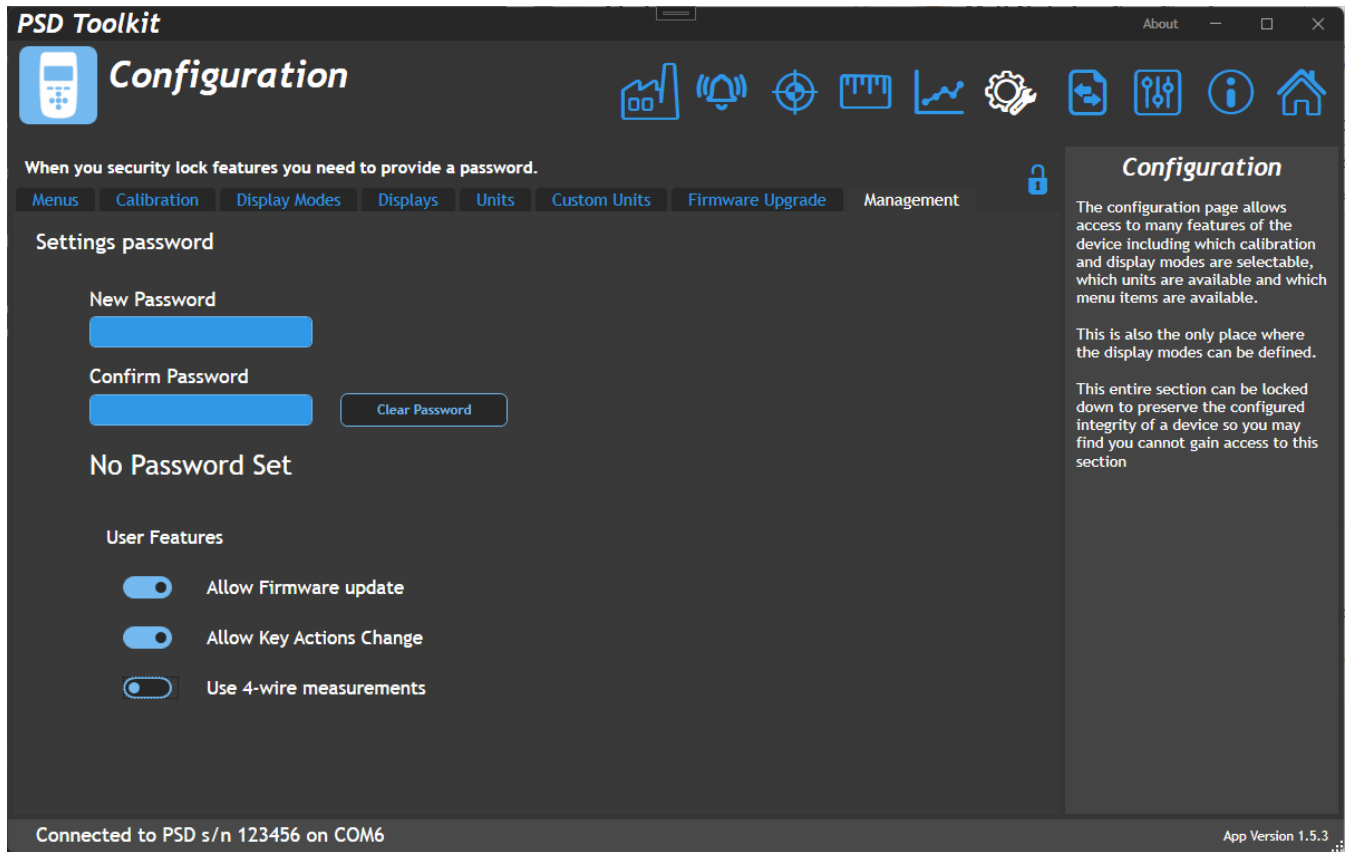 PSD Toolkit
About
Configuration
When you security lock features you need to provide a password.
Menus Calibration Display Modes Displays Units Custom Units Firmware Upgrade Management
Settings password
New Password
Confirm Password
Clear Password
No Password Set
User Features
Allow Firmware update
Allow Key Actions Change
Use 4-wire measurements
Configuration
The configuration page allows
access to many features of the
device including which calibration
and display modes are selectable,
which units are available and which
menu items are available.
This is also the only place where
the display modes can be defined.
This entire section can be locked
down to preserve the configured
integrity of a device so you may
find you cannot gain access to this
section
Connected to PSD s/n 123456 on COM6
App Version 1.5.3